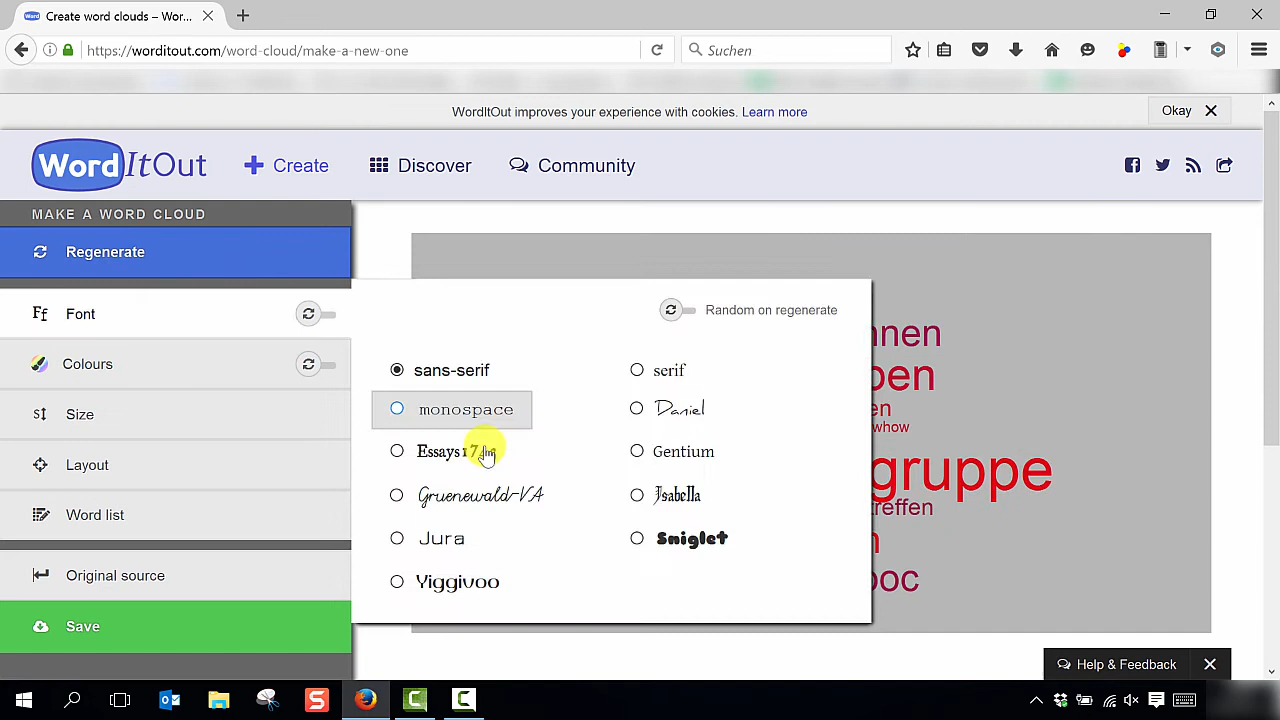 Create word clouds – Wor...
https://worditout.com/word-cloud/make-a-new-one
Suchen
WordItOut improves your experience with cookies. Learn more
Okay
WordItOut
Create
Discover
Community
MAKE A WORD CLOUD
Regenerate
Font
Colours
Size
Layout
Word list
Original source
Save
Random on regenerate
sans-serif
serif
monospace
Daniel
Gentium
Gruenewald-VA
Isabella
Jura
Sniglet
Yiggivoo
nnen
en
whow
gruppe
treffen
Help & Feedback